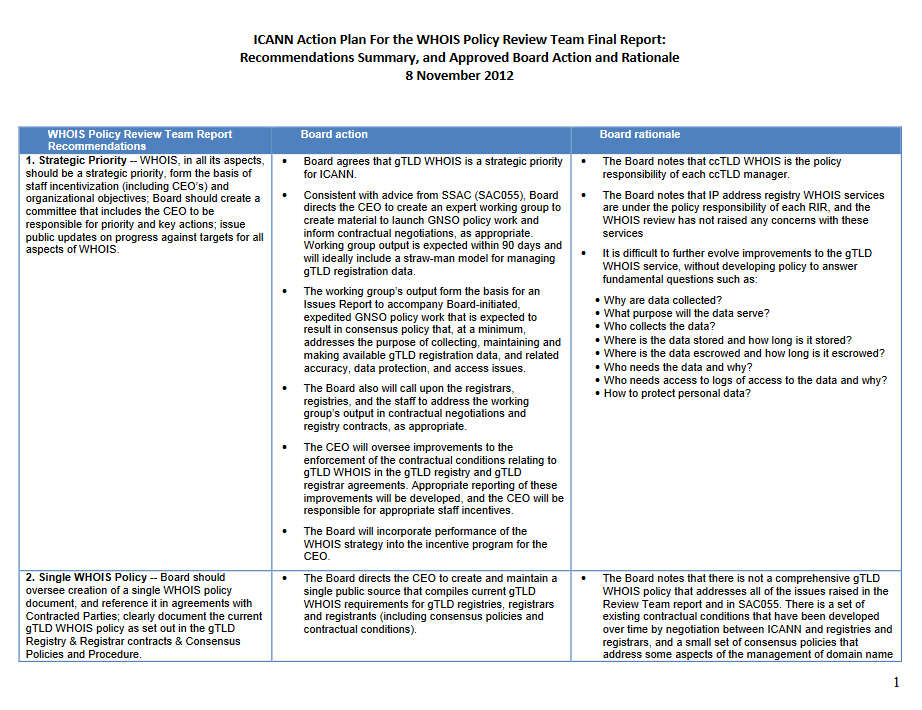 ICANN Action Plan For the WHOIS Policy Review Team Final Report:
Recommendations Summary, and Approved Board Action and Rationale
8 November 2012
WHOIS Policy Review Team Report
Recommendations
Board action
Board rationale
1. Strategic Priority -- WHOIS, in all its aspects,
should be a strategic priority, form the basis of
staff incentivization (including CEO's) and
organizational objectives; Board should create a
committee that includes the CEO to be
responsible for priority and key actions; issue
public updates on progress against targets for all
aspects of WHOIS.
• Board agrees that gTLD WHOIS is a strategic priority
for ICANN.
• Consistent with advice from SSAC (SAC055), Board
directs the CEO to create an expert working group to
create material to launch GNSO policy work and
inform contractual negotiations, as appropriate.
Working group output is expected within 90 days and
will ideally include a straw-man model for managing
gTLD registration data.
• The working group's output form the basis for an
Issues Report to accompany Board-initiated,
expedited GNSO policy work that is expected to
result in consensus policy that, at a minimum,
addresses the purpose of collecting, maintaining and
making available gTLD registration data, and related
accuracy, data protection, and access issues.
• The Board also will call upon the registrars,
registries, and the staff to address the working
group's output in contractual negotiations and
registry contracts, as appropriate.
• The CEO will oversee improvements to the
enforcement of the contractual conditions relating to
gTLD WHOIS in the gTLD registry and gTLD
registrar agreements. Appropriate reporting of these
improvements will be developed, and the CEO will be
responsible for appropriate staff incentives.
• The Board will incorporate performance of the
WHOIS strategy into the incentive program for the
CEO.
• The Board notes that ccTLD WHOIS is the policy
responsibility of each ccTLD manager.
• The Board notes that IP address registry WHOIS services
are under the policy responsibility of each RIR, and the
WHOIS review has not raised any concerns with these
services
• It is difficult to further evolve improvements to the gTLD
WHOIS service, without developing policy to answer
fundamental questions such as:
• Why are data collected?
• What purpose will the data serve?
• Who collects the data?
• Where is the data stored and how long is it stored?
• Where is the data escrowed and how long is it escrowed?
• Who needs the data and why?
• Who needs access to logs of access to the data and why?
• How to protect personal data?
2. Single WHOIS Policy -- Board should
oversee creation of a single WHOIS policy
document, and reference it in agreements with
Contracted Parties; clearly document the current
gTLD WHOIS policy as set out in the gTLD
Registry & Registrar contracts & Consensus
Policies and Procedure.
• The Board directs the CEO to create and maintain a
single public source that compiles current gTLD
WHOIS requirements for gTLD registries, registrars
and registrants (including consensus policies and
contractual conditions).
• The Board notes that there is not a comprehensive gTLD
WHOIS policy that addresses all of the issues raised in the
Review Team report and in SAC055. There is a set of
existing contractual conditions that have been developed
over time by negotiation between ICANN and registries and
registrars, and a small set of consensus policies that
address some aspects of the management of domain name
1